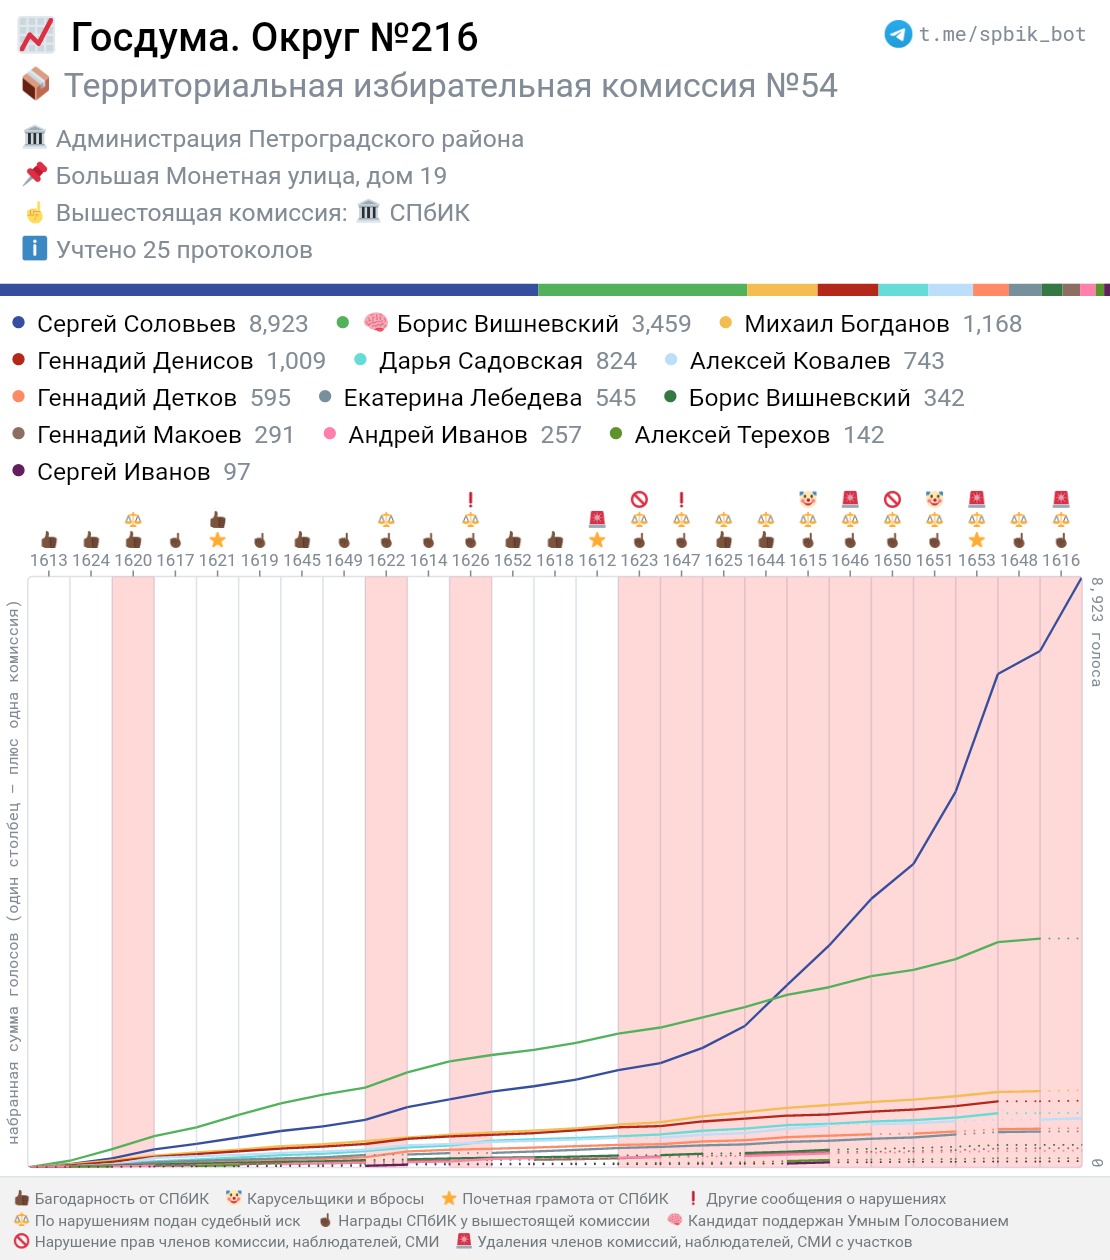 Госдума. Округ №216
t.me/spbik_bot
Территориальная избирательная комиссия №54
Администрация Петроградского района
Большая Монетная улица, дом 19
Вышестоящая комиссия: СПбИК
Учтено 25 протоколов
Сергей Соловьев 8,923 Борис Вишневский 3,459 Михаил Богданов 1,168
Геннадий Денисов 1,009 Дарья Садовская 824 Алексей Ковалев 743
Геннадий Детков 595 Екатерина Лебедева 545 Борис Вишневский 342
Геннадий Макоев 291 Андрей Иванов 257 Алексей Терехов 142
Сергей Иванов 97
1613 1624 1620 1617 1621 1619 1645 1649 1622 1614 1626 1652 1618 1612 1623 1647 1625 1644 1615 1646 1650 1651 1653 1648 1616
набранная сумма голосов (один столбец — плюс одна комиссия)
8,923 голоса
0
Багодарность от СПбИК Карусельщики и вбросы Почетная грамота от СПбИК Другие сообщения о нарушениях
По нарушениям подан судебный иск Награды СПбИК у вышестоящей комиссии Кандидат поддержан Умным Голосованием
Нарушение прав членов комиссии, наблюдателей, СМИ Удаления членов комиссий, наблюдателей, СМИ с участков